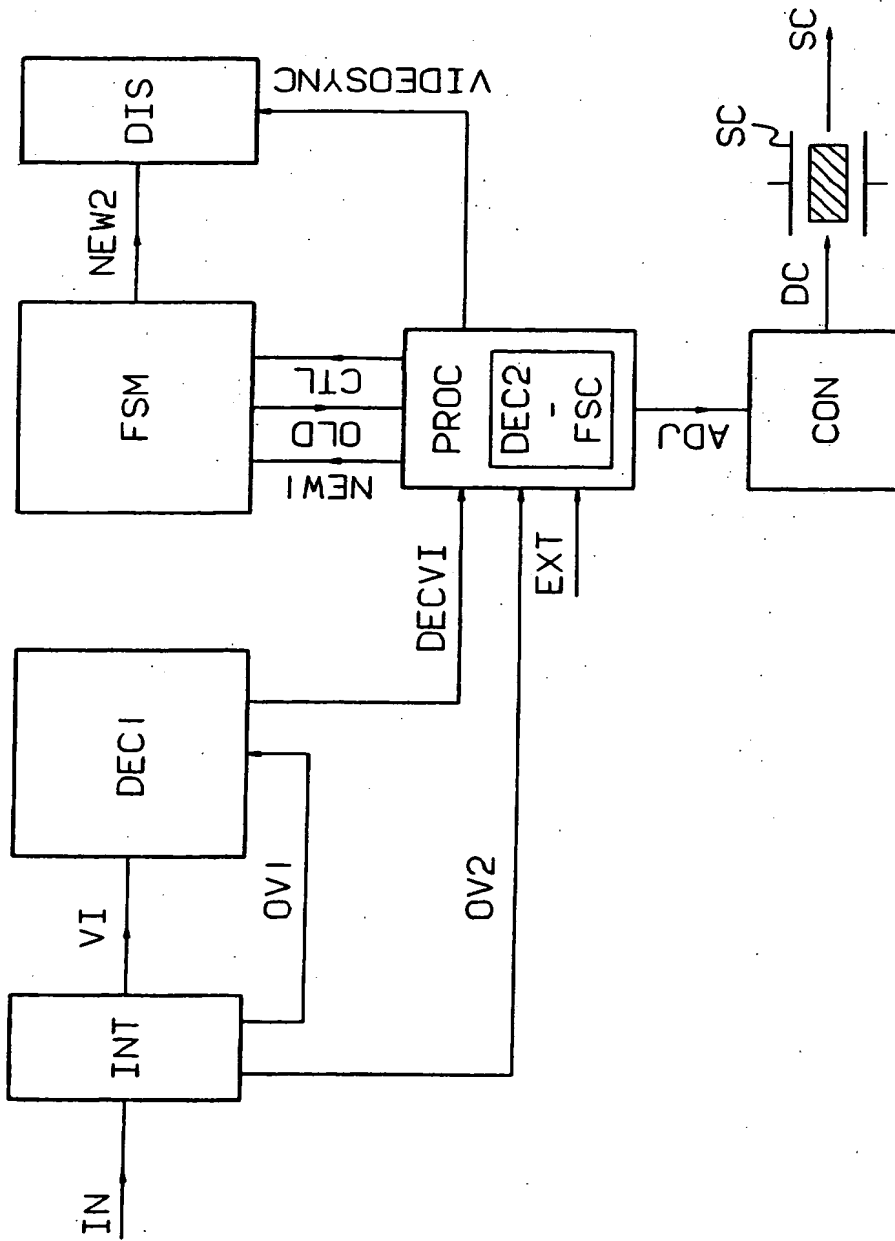 IN
INT
VI
OV1
OV2
DEC1
DECVI
EXT
FSM
NEW1
OLD
CTL
NEW2
DIS
VIDEOSYNC
PROC
DEC2
-
FSC
ADJ
CON
DC
SC
SC